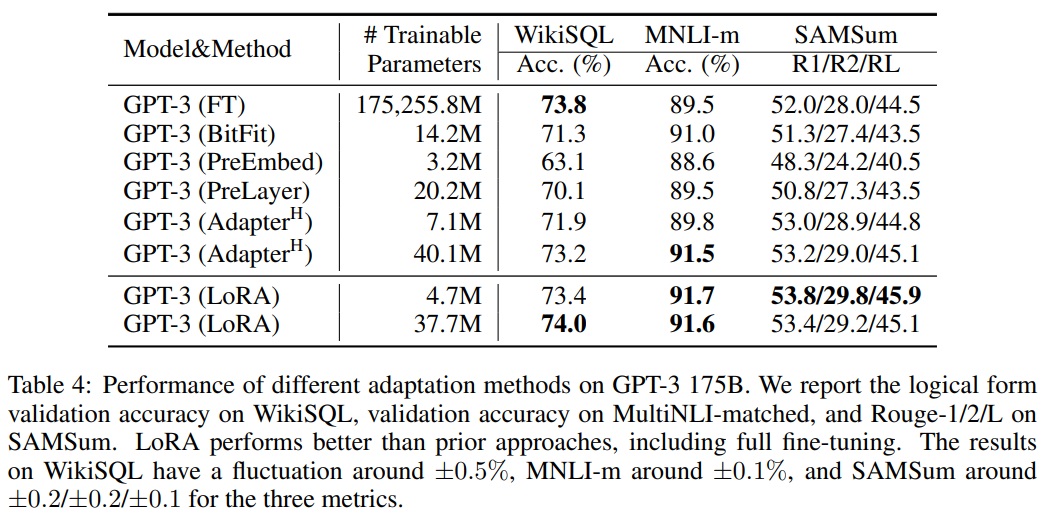 Model&Method # Trainable Parameters WikiSQL MNLI-m SAMSum
Acc. (%) Acc. (%) R1/R2/RL
GPT-3 (FT) 175,255.8M 73.8 89.5 52.0/28.0/44.5
GPT-3 (BitFit) 14.2M 71.3 91.0 51.3/27.4/43.5
GPT-3 (PreEmbed) 3.2M 63.1 88.6 48.3/24.2/40.5
GPT-3 (PreLayer) 20.2M 70.1 89.5 50.8/27.3/43.5
GPT-3 (Adapterᴴ) 7.1M 71.9 89.8 53.0/28.9/44.8
GPT-3 (Adapterᴴ) 40.1M 73.2 91.5 53.2/29.0/45.1
GPT-3 (LoRA) 4.7M 73.4 91.7 53.8/29.8/45.9
GPT-3 (LoRA) 37.7M 74.0 91.6 53.4/29.2/45.1
Table 4: Performance of different adaptation methods on GPT-3 175B. We report the logical form
validation accuracy on WikiSQL, validation accuracy on MultiNLI-matched, and Rouge-1/2/L on
SAMSum. LoRA performs better than prior approaches, including full fine-tuning. The results
on WikiSQL have a fluctuation around ±0.5%, MNLI-m around ±0.1%, and SAMSum around
±0.2/±0.2/±0.1 for the three metrics.